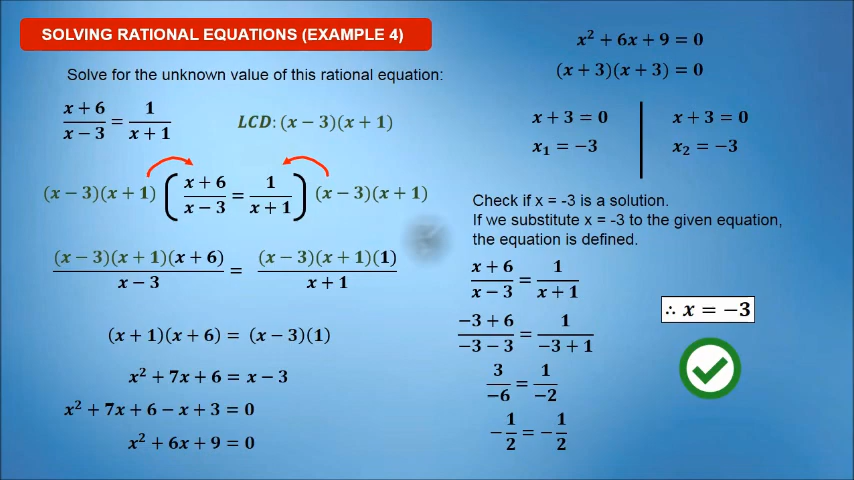 SOLVING RATIONAL EQUATIONS (EXAMPLE 4)
Solve for the unknown value of this rational equation:
(x + 6)/(x − 3) = 1/(x + 1)
LCD: (x − 3)(x + 1)
(x − 3)(x + 1) ((x + 6)/(x − 3) = 1/(x + 1)) (x − 3)(x + 1)
(x − 3)(x + 1)(x + 6)/(x − 3) = (x − 3)(x + 1)(1)/(x + 1)
(x + 1)(x + 6) = (x − 3)(1)
x² + 7x + 6 = x − 3
x² + 7x + 6 − x + 3 = 0
x² + 6x + 9 = 0
x² + 6x + 9 = 0
(x + 3)(x + 3) = 0
x + 3 = 0
x₁ = −3
x + 3 = 0
x₂ = −3
Check if x = -3 is a solution.
If we substitute x = -3 to the given equation,
the equation is defined.
(x + 6)/(x − 3) = 1/(x + 1)
(−3 + 6)/(−3 − 3) = 1/(−3 + 1)
3/−6 = 1/−2
−1/2 = −1/2
∴ x = −3